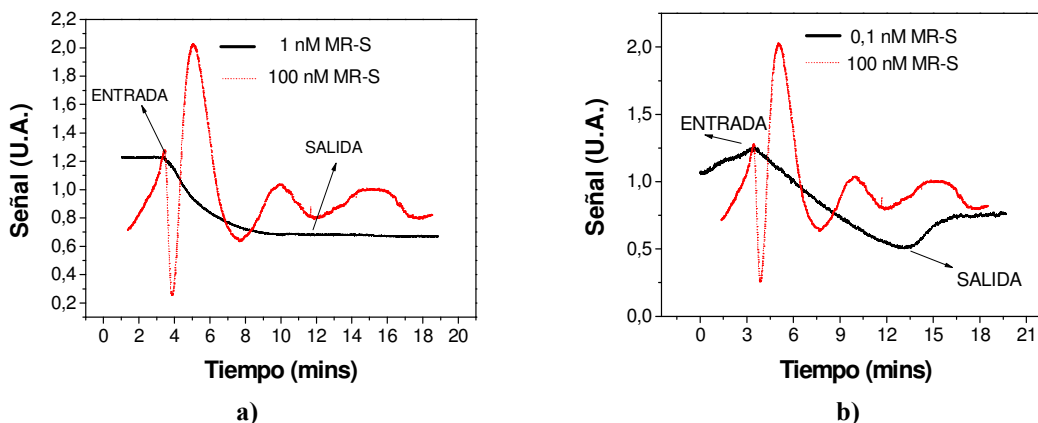 2,2
2,0
1,8
1,6
1,4
1,2
1,0
0,8
0,6
0,4
0,2
Señal (U.A.)
1 nM MR-S
100 nM MR-S
ENTRADA
SALIDA
0 2 4 6 8 10 12 14 16 18 20
Tiempo (mins)
a)
2,0
1,5
1,0
0,5
0,0
Señal (U.A.)
0,1 nM MR-S
100 nM MR-S
ENTRADA
SALIDA
0 3 6 9 12 15 18 21
Tiempo (mins)
b)